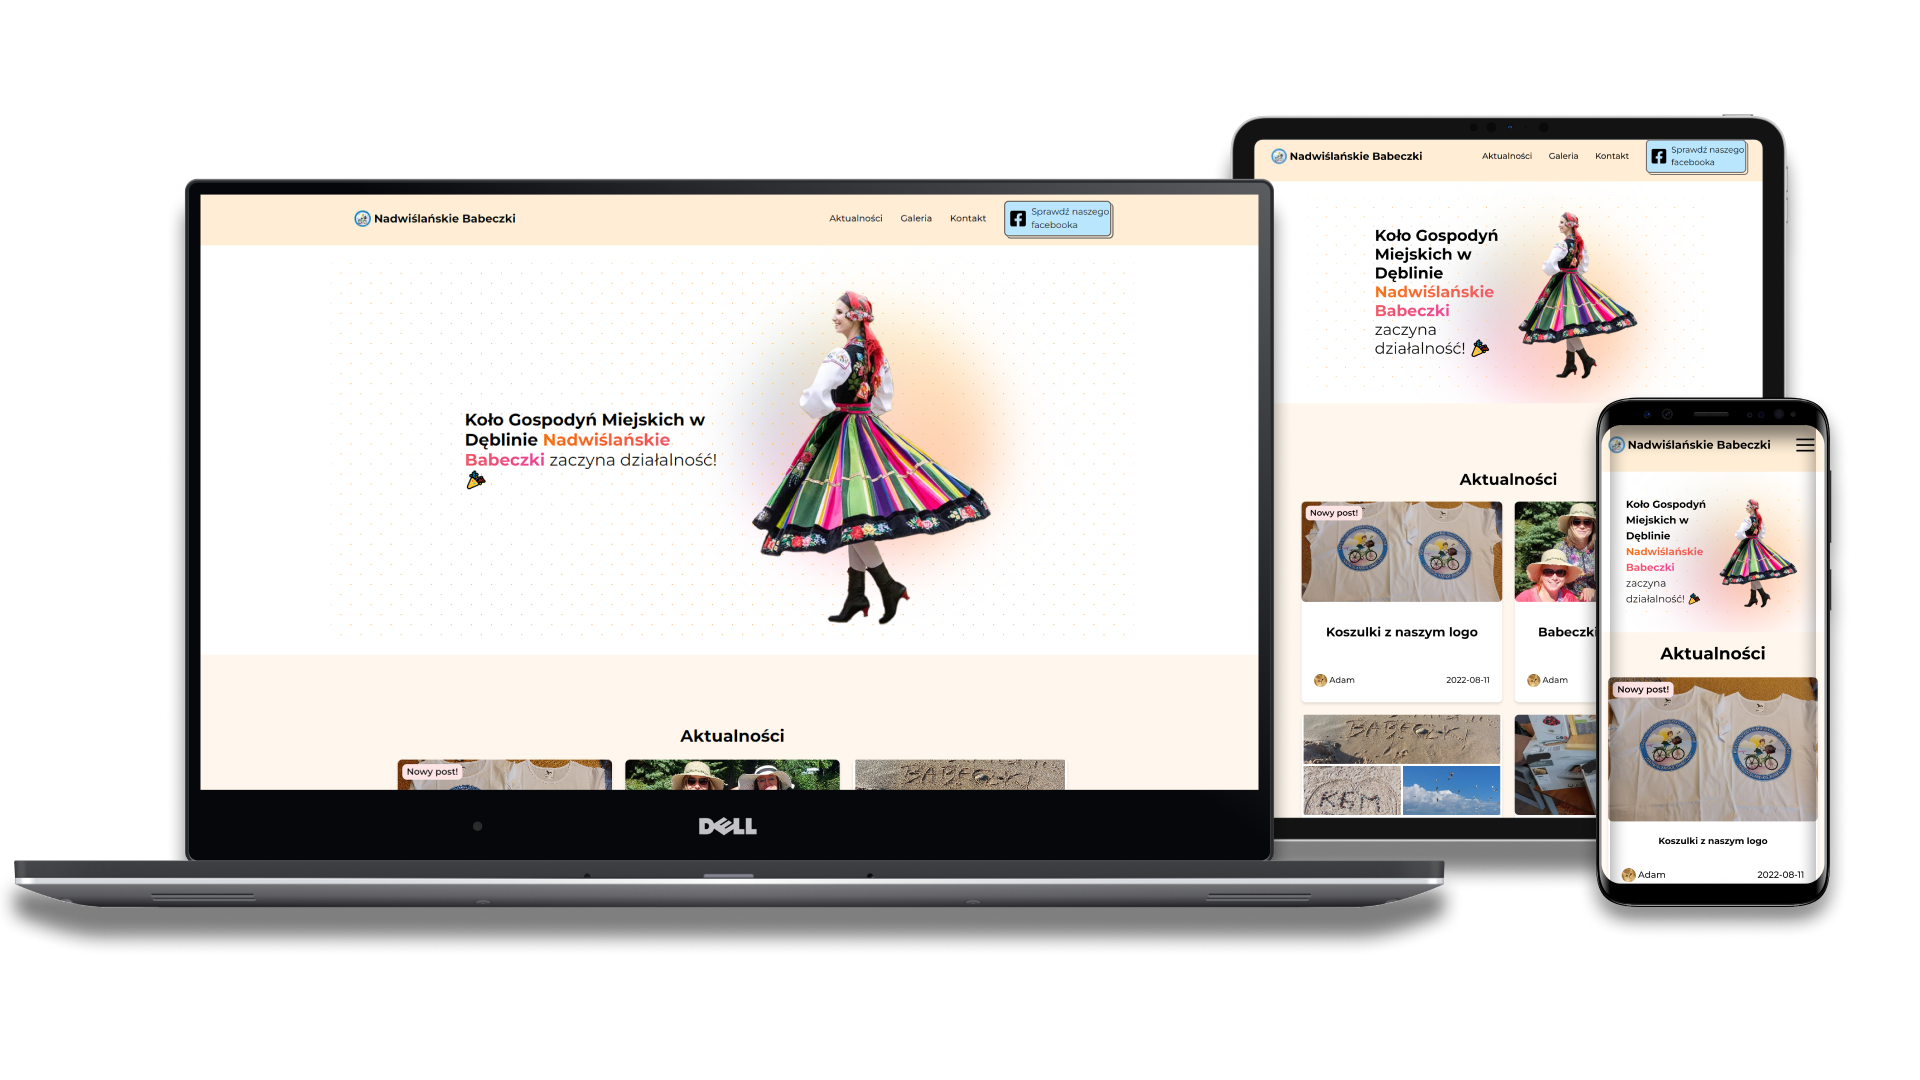 Nadwiślańskie Babeczki
Aktualności
Galeria
Kontakt
Sprawdź naszego
facebooka
Koło Gospodyń Miejskich w
Dęblinie Nadwiślańskie
Babeczki zaczyna działalność!
Aktualności
Nowy post!
BABECZKI
DELL
Nadwiślańskie Babeczki
Aktualności
Galeria
Kontakt
Sprawdź naszego
facebooka
Koło Gospodyń
Miejskich w
Dęblinie
Nadwiślańskie
Babeczki
zaczyna
działalność!
Aktualności
Nowy post!
Koszulki z naszym logo
Adam
2022-08-11
Babeczki
Adam
BABECZKI
KGM
Nadwiślańskie Babeczki
Koło Gospodyń
Miejskich w
Dęblinie
Nadwiślańskie
Babeczki
zaczyna
działalność!
Aktualności
Nowy post!
Koszulki z naszym logo
Adam
2022-08-11